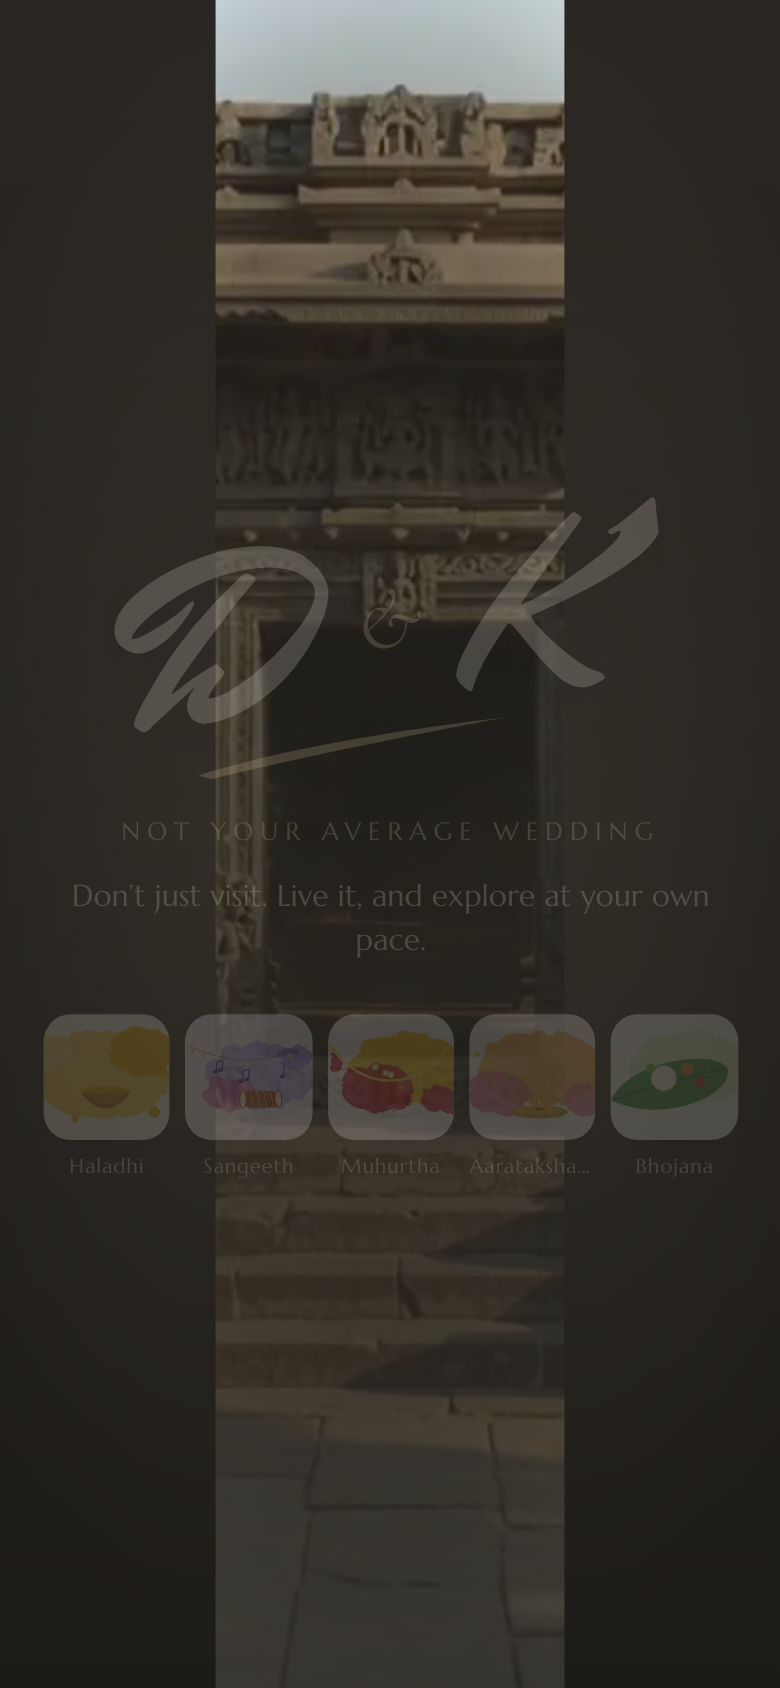 D & K
NOT YOUR AVERAGE WEDDING
Don’t just visit. Live it, and explore at your own
pace.
Haladhi Sangeeth Muhurtha Aarataksha... Bhojana